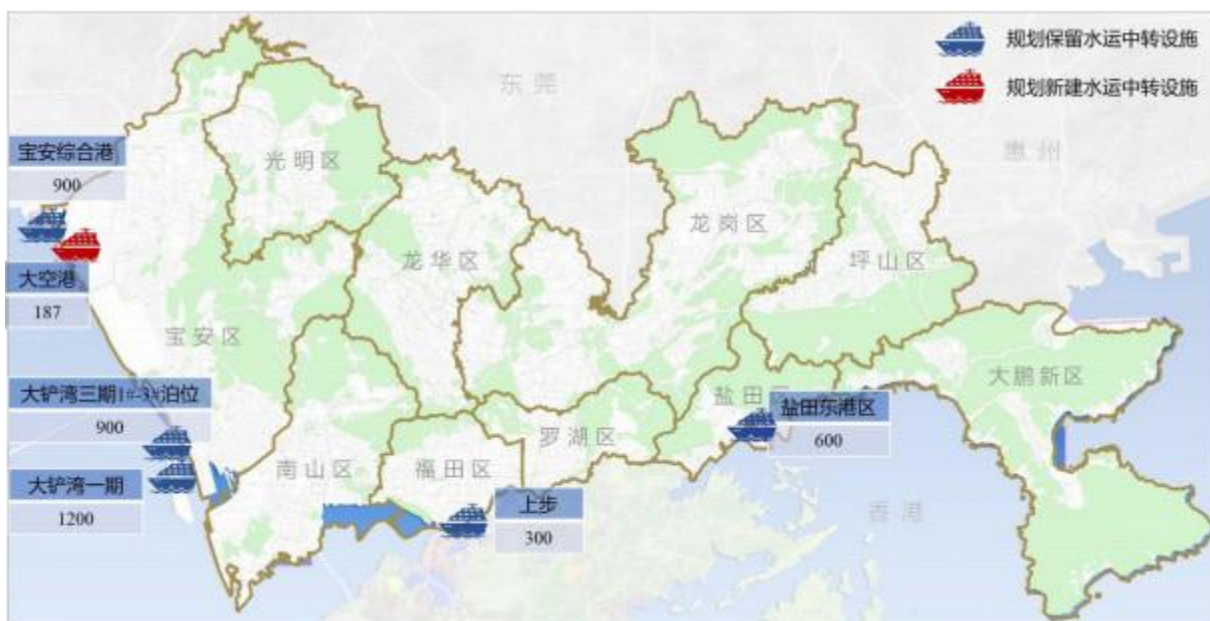 规划保留水运中转设施
规划新建水运中转设施
东莞
惠州
宝安综合港
900
光明区
龙岗区
龙华区
坪山区
大空港
187
宝安区
大鹏新区
大铲湾三期1#-3#泊位
900
盐田区
盐田东港区
600
罗湖区
南山区
福田区
大铲湾一期
1200
上步
300
香港